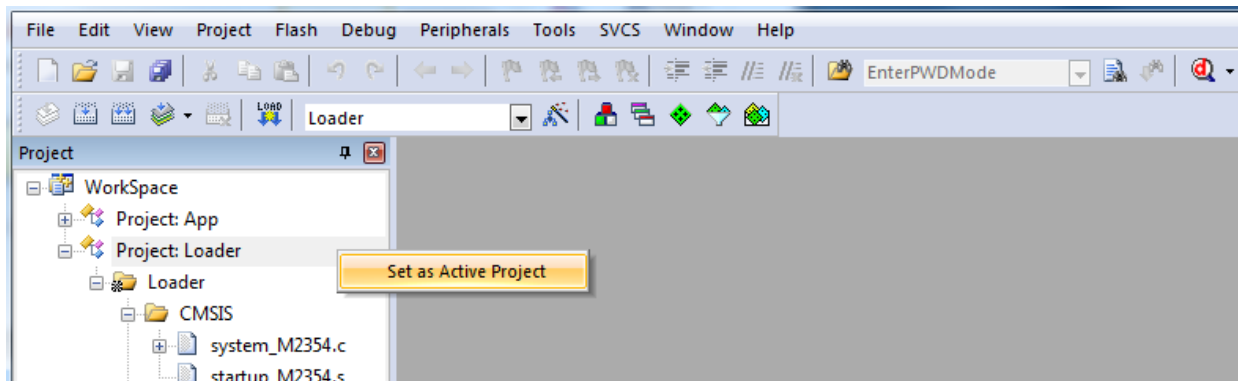 File Edit View Project Flash Debug Peripherals Tools SVCS Window Help
EnterPWDMode
LOAD Loader
Project
WorkSpace
Project: App
Project: Loader
Set as Active Project
Loader
CMSIS
system_M2354.c
startup_M2354.s